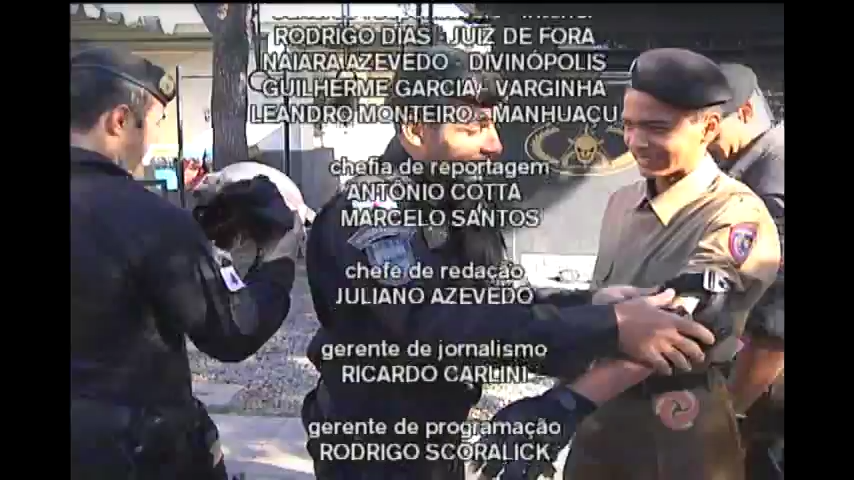 RODRIGO DIAS - JUIZ DE FORA
NAIARA AZEVEDO - DIVINÓPOLIS
GUILHERME GARCIA - VARGINHA
LEANDRO MONTEIRO - MANHUAÇU
chefia de reportagem
ANTÔNIO COTTA
MARCELO SANTOS
chefe de redação
JULIANO AZEVEDO
gerente de jornalismo
RICARDO CARLINI
gerente de programação
RODRIGO SCORALICK